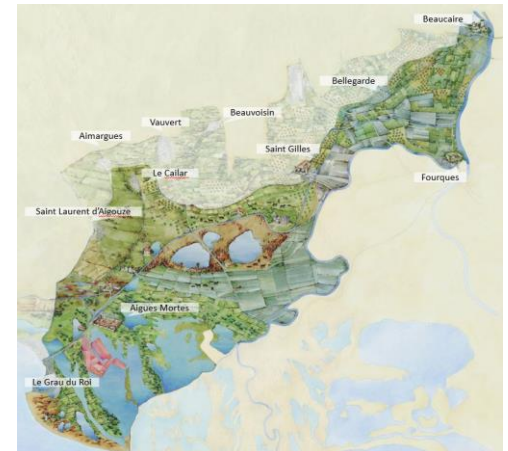 Beaucaire
Bellegarde
Beauvoisin
Vauvert
Aimargues
Saint Gilles
Le Cailar
Fourques
Saint Laurent d'Aigouze
Aigues Mortes
Le Grau du Roi